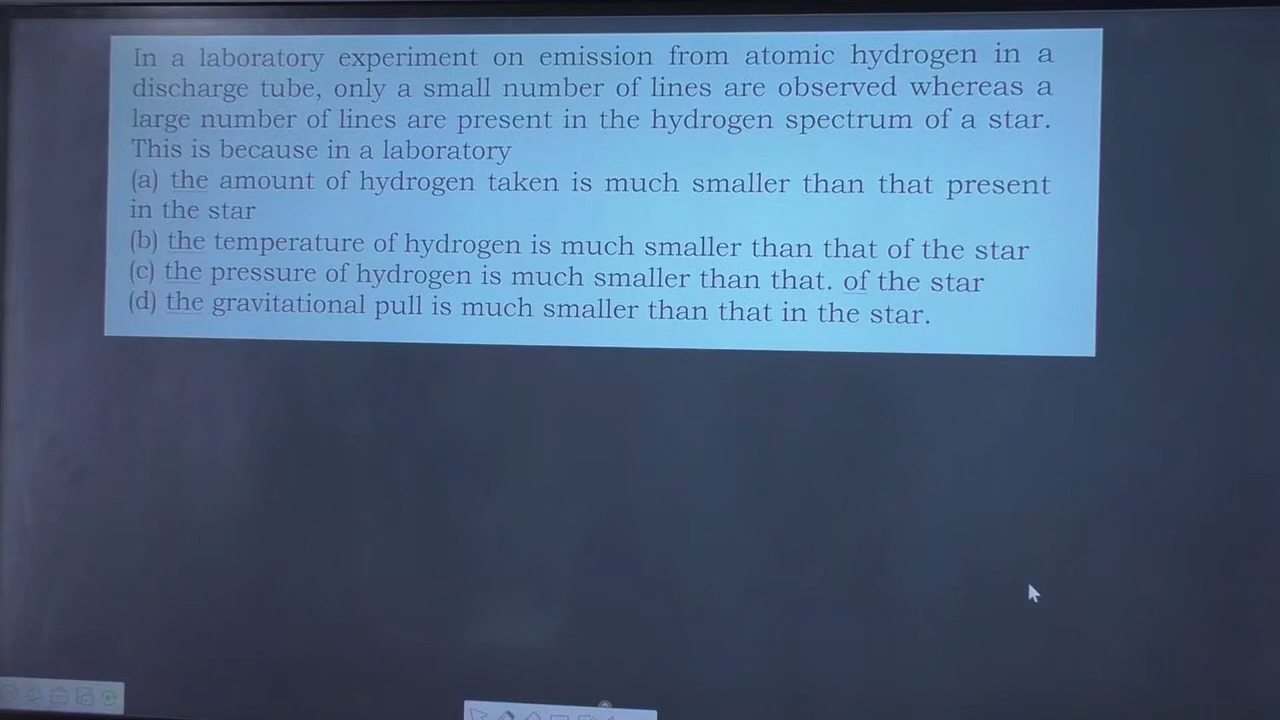 In a laboratory experiment on emission from atomic hydrogen in a
discharge tube, only a small number of lines are observed whereas a
large number of lines are present in the hydrogen spectrum of a star.
This is because in a laboratory
(a) the amount of hydrogen taken is much smaller than that present
in the star
(b) the temperature of hydrogen is much smaller than that of the star
(c) the pressure of hydrogen is much smaller than that. of the star
(d) the gravitational pull is much smaller than that in the star.